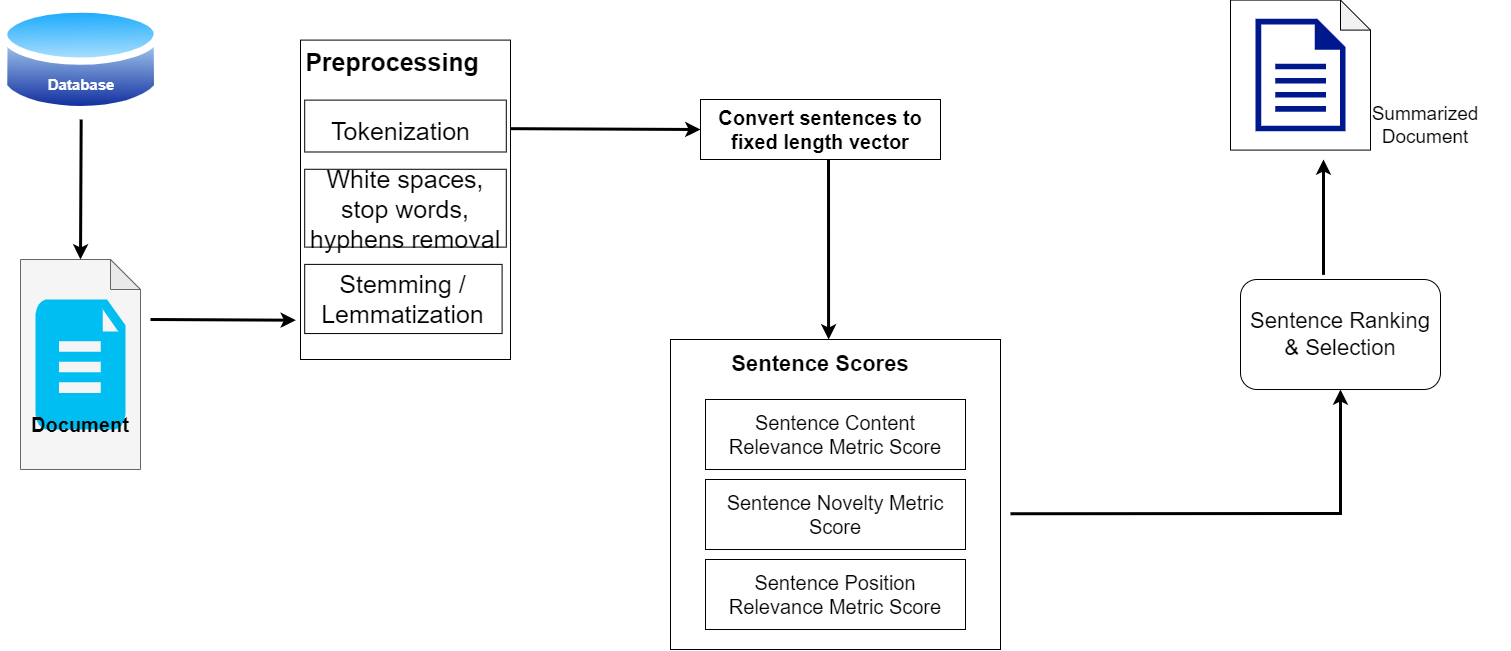 Database
Document
Preprocessing
Tokenization
White spaces,
stop words,
hyphens removal
Stemming /
Lemmatization
Convert sentences to
fixed length vector
Sentence Scores
Sentence Content
Relevance Metric Score
Sentence Novelty Metric
Score
Sentence Position
Relevance Metric Score
Sentence Ranking
& Selection
Summarized
Document